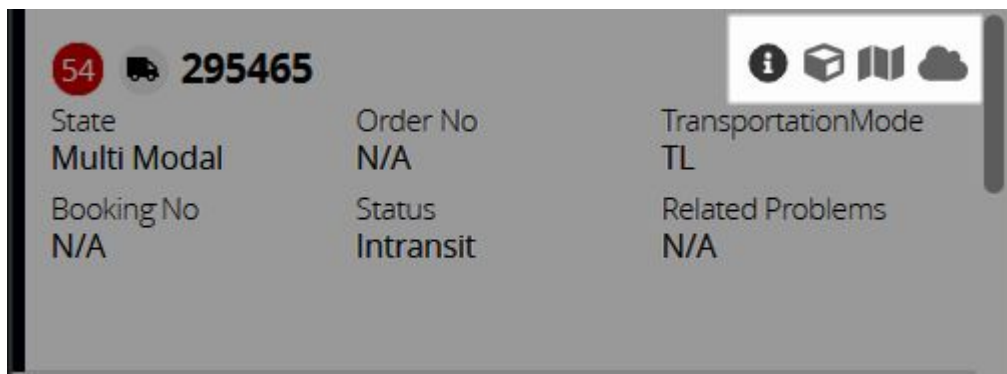 54 295465
State Order No TransportationMode
Multi Modal N/A TL
Booking No Status Related Problems
N/A Intransit N/A